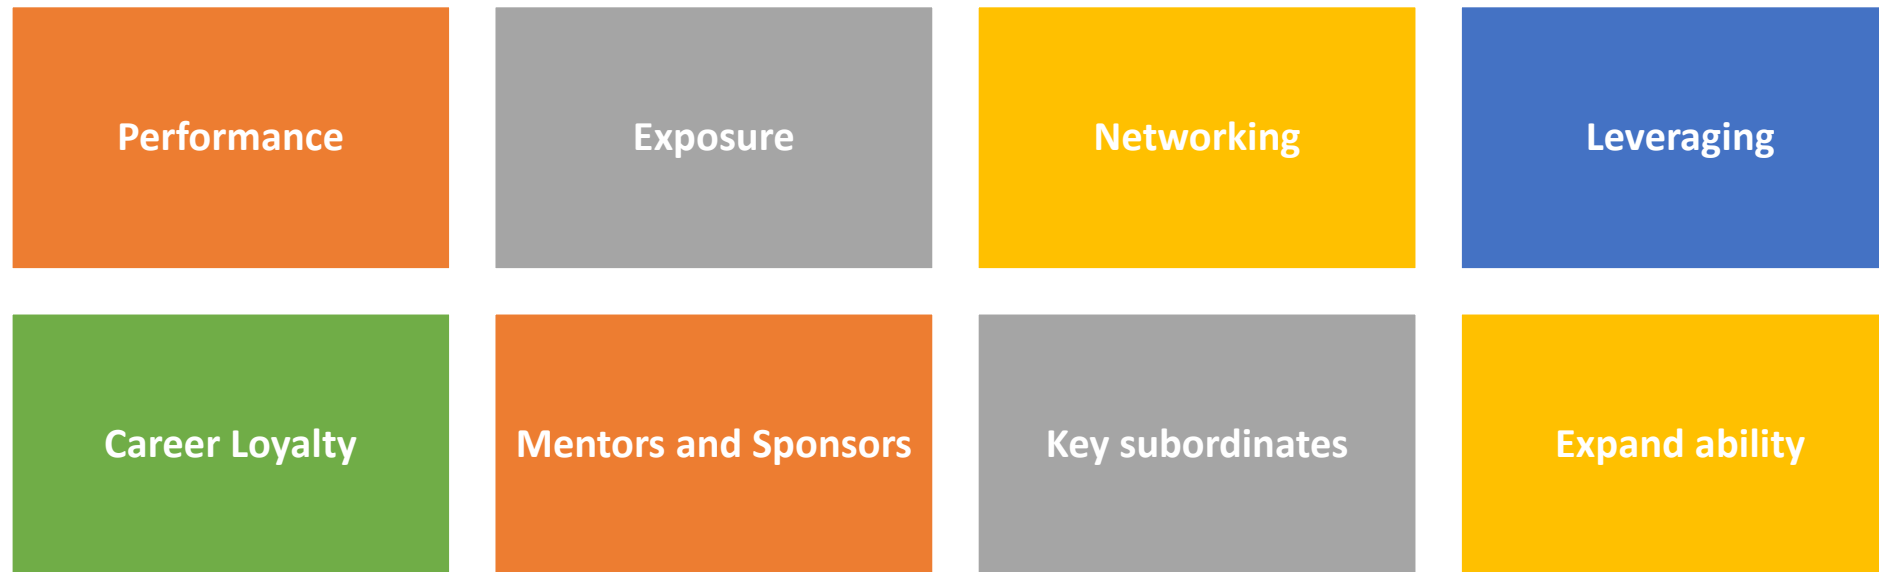 Performance
Exposure
Networking
Leveraging
Career Loyalty
Mentors and Sponsors
Key subordinates
Expand ability